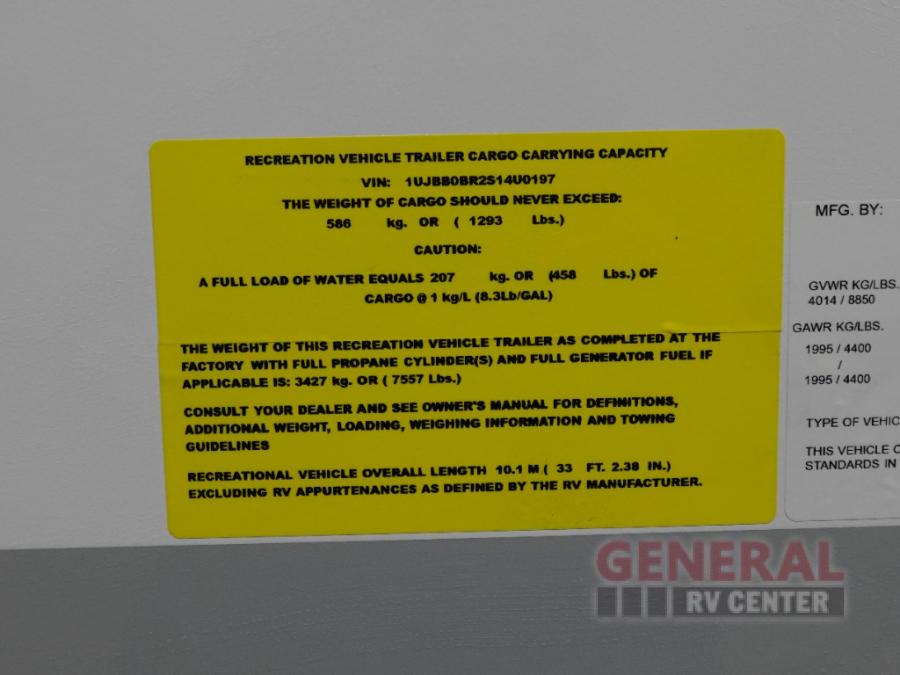 RECREATION VEHICLE TRAILER CARGO CARRYING CAPACITY
VIN: 1UJBB0BR2S14U0197
THE WEIGHT OF CARGO SHOULD NEVER EXCEED:
586 kg. OR ( 1293 Lbs.)
CAUTION:
A FULL LOAD OF WATER EQUALS 207 kg. OR (458 Lbs.) OF
CARGO @ 1 kg/L (8.3Lb/GAL)
THE WEIGHT OF THIS RECREATION VEHICLE TRAILER AS COMPLETED AT THE
FACTORY WITH FULL PROPANE CYLINDER(S) AND FULL GENERATOR FUEL IF
APPLICABLE IS: 3427 kg. OR ( 7557 Lbs.)
CONSULT YOUR DEALER AND SEE OWNER'S MANUAL FOR DEFINITIONS,
ADDITIONAL WEIGHT, LOADING, WEIGHING INFORMATION AND TOWING
GUIDELINES
RECREATIONAL VEHICLE OVERALL LENGTH 10.1 M ( 33 FT. 2.38 IN.)
EXCLUDING RV APPURTENANCES AS DEFINED BY THE RV MANUFACTURER.
MFG. BY:
GVWR KG/LBS.
4014 / 8850
GAWR KG/LBS.
1995 / 4400
/
1995 / 4400
TYPE OF VEHIC
THIS VEHICLE C
STANDARDS IN
GENERAL
RV CENTER